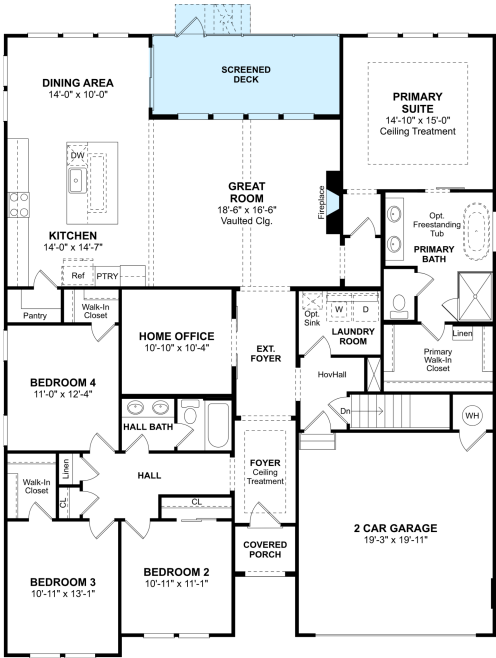 SCREENED
DECK
DINING AREA
14'-0" x 10'-0"
PRIMARY
SUITE
14'-10" x 15'-0"
Ceiling Treatment
DW
GREAT
ROOM
18'-6" x 16'-6"
Vaulted Clg.
Fireplace
Opt.
Freestanding
Tub
PRIMARY
BATH
KITCHEN
14'-0" x 14'-7"
Ref
PTRY
Pantry
Walk-In
Closet
HOME OFFICE
10'-10" x 10'-4"
EXT.
FOYER
Opt.
Sink
W
D
LAUNDRY
ROOM
Linen
Primary
Walk-In
Closet
HovHall
BEDROOM 4
11'-0" x 12'-4"
HALL BATH
Dn
WH
FOYER
Ceiling
Treatment
Walk-In
Closet
Linen
CL
HALL
CL
COVERED
PORCH
2 CAR GARAGE
19'-3" x 19'-11"
BEDROOM 3
10'-11" x 13'-1"
BEDROOM 2
10'-11" x 11'-1"